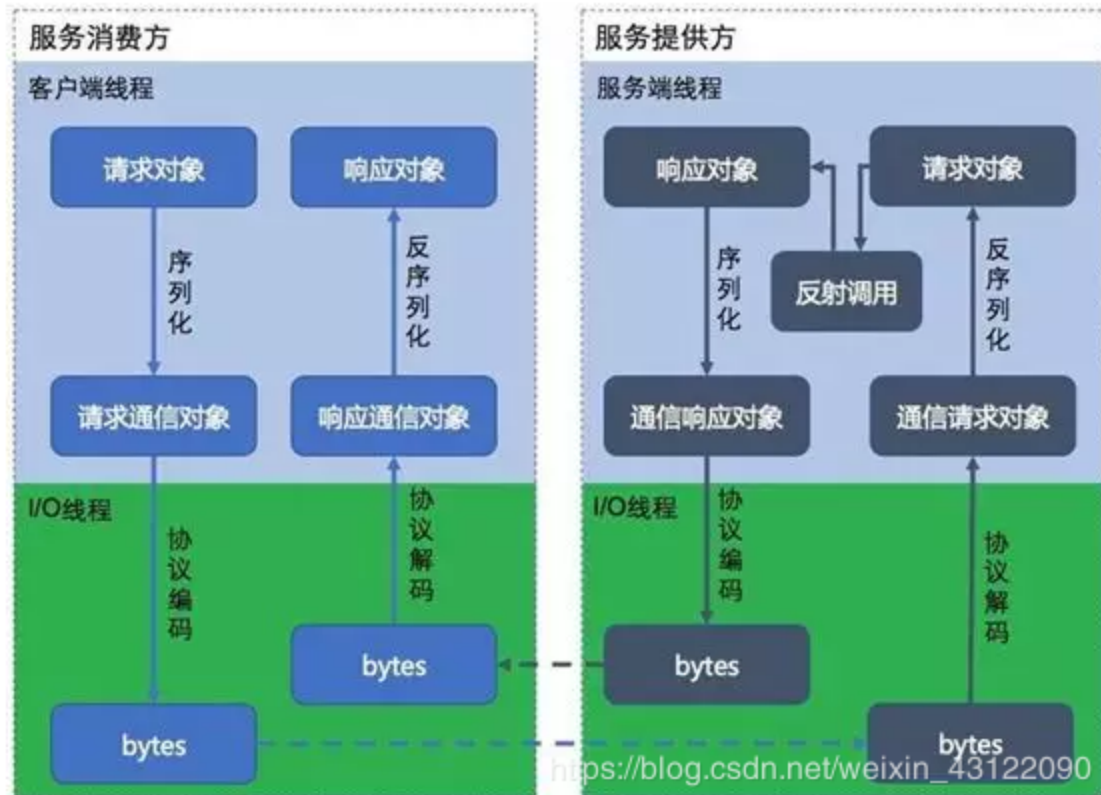 服务消费方
客户端线程
请求对象
响应对象
序列化
反序列化
请求通信对象
响应通信对象
I/O线程
协议编码
协议解码
bytes
bytes
服务提供方
服务端线程
响应对象
请求对象
反射调用
序列化
反序列化
通信响应对象
通信请求对象
I/O线程
协议编码
协议解码
bytes
bytes
https://blog.csdn.net/weixin_43122090